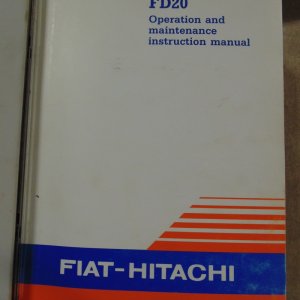 FD20
Operation and
maintenance
instruction manual
FIAT-HITACHI